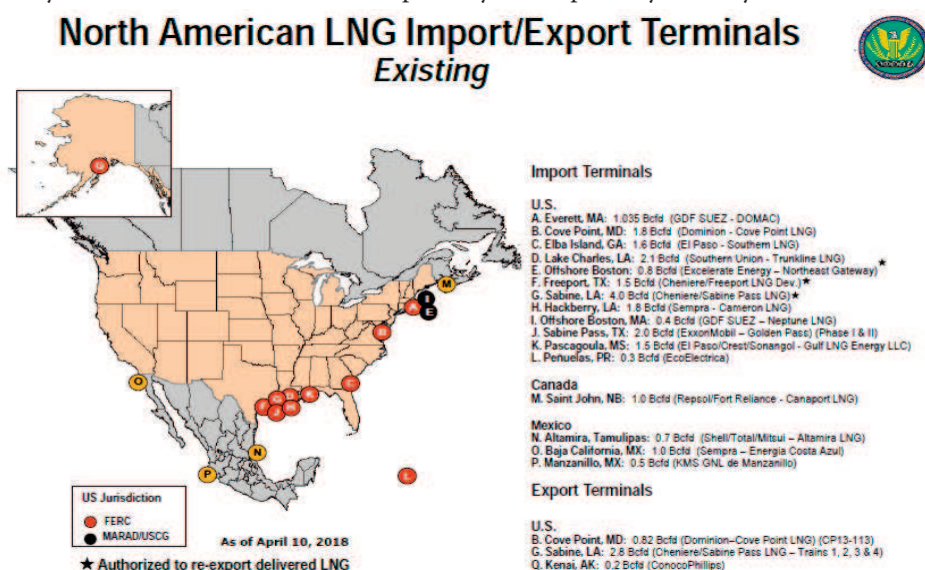 North American LNG Import/Export Terminals
Existing
Import Terminals
U.S.
A. Everett, MA: 1.035 Bcfd (GDF SUEZ - DOMAC)
B. Cove Point, MD: 1.8 Bcfd (Dominion - Cove Point LNG)
C. Elba Island, GA: 1.6 Bcfd (El Paso - Southern LNG)
D. Lake Charles, LA: 2.1 Bcfd (Southern Union - Trunkline LNG) ★
E. Offshore Boston: 0.8 Bcfd (Excelerate Energy – Northeast Gateway)
F. Freeport, TX: 1.5 Bcfd (Cheniere/Freeport LNG Dev.) ★
G. Sabine, LA: 4.0 Bcfd (Cheniere/Sabine Pass LNG) ★
H. Hackberry, LA: 1.8 Bcfd (Sempra - Cameron LNG)
I. Offshore Boston, MA: 0.4 Bcfd (GDF SUEZ – Neptune LNG)
J. Sabine Pass, TX: 2.0 Bcfd (ExxonMobil – Golden Pass) (Phase I & II)
K. Pascagoula, MS: 1.5 Bcfd (El Paso/Crest/Sonangol - Gulf LNG Energy LLC)
L. Penuelas, PR: 0.3 Bcfd (EcoElectrica)
Canada
M. Saint John, NB: 1.0 Bcfd (Repsol/Fort Reliance - Canaport LNG)
Mexico
N. Altamira, Tamulipas: 0.7 Bcfd (Shell/Total/Mitsui – Altamira LNG)
O. Baja California, MX: 1.0 Bcfd (Sempra – Energia Costa Azul)
P. Manzanillo, MX: 0.5 Bcfd (KMS GNL de Manzanillo)
Export Terminals
U.S.
B. Cove Point, MD: 0.82 Bcfd (Dominion–Cove Point LNG) (CP13-113)
G. Sabine, LA: 2.8 Bcfd (Cheniere/Sabine Pass LNG – Trains 1, 2, 3 & 4)
Q. Kenai, AK: 0.2 Bcfd (ConocoPhillips)
Q
M
I
A
E
B
O
C
G
D
K
F
H
J
N
P
L
US Jurisdiction
FERC
MARAD/USCG
As of April 10, 2018
★ Authorized to re-export delivered LNG